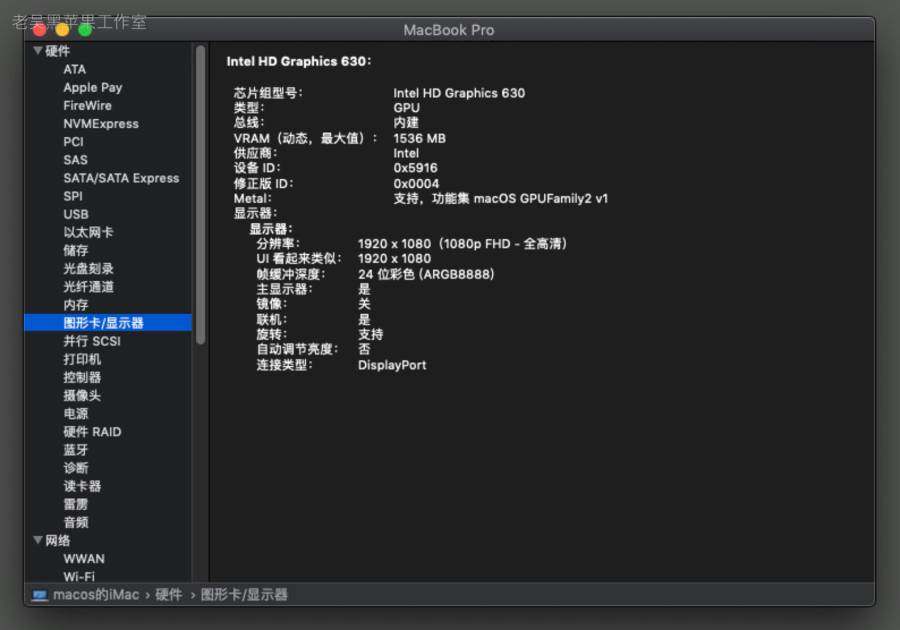 老吴黑苹果工作室
MacBook Pro
硬件
ATA
Apple Pay
FireWire
NVMExpress
PCI
SAS
SATA/SATA Express
SPI
USB
以太网卡
储存
光盘刻录
光纤通道
内存
图形卡/显示器
并行 SCSI
打印机
控制器
摄像头
电源
硬件 RAID
蓝牙
诊断
读卡器
雷雳
音频
网络
WWAN
Wi-Fi
Intel HD Graphics 630：
芯片组型号： Intel HD Graphics 630
类型： GPU
总线： 内建
VRAM（动态，最大值）： 1536 MB
供应商： Intel
设备 ID： 0x5916
修正版 ID： 0x0004
Metal： 支持，功能集 macOS GPUFamily2 v1
显示器：
显示器：
分辨率： 1920 x 1080（1080p FHD - 全高清）
UI 看起来类似： 1920 x 1080
帧缓冲深度： 24 位彩色 (ARGB8888)
主显示器： 是
镜像： 关
联机： 是
旋转： 支持
自动调节亮度： 否
连接类型： DisplayPort
macos的iMac › 硬件 › 图形卡/显示器